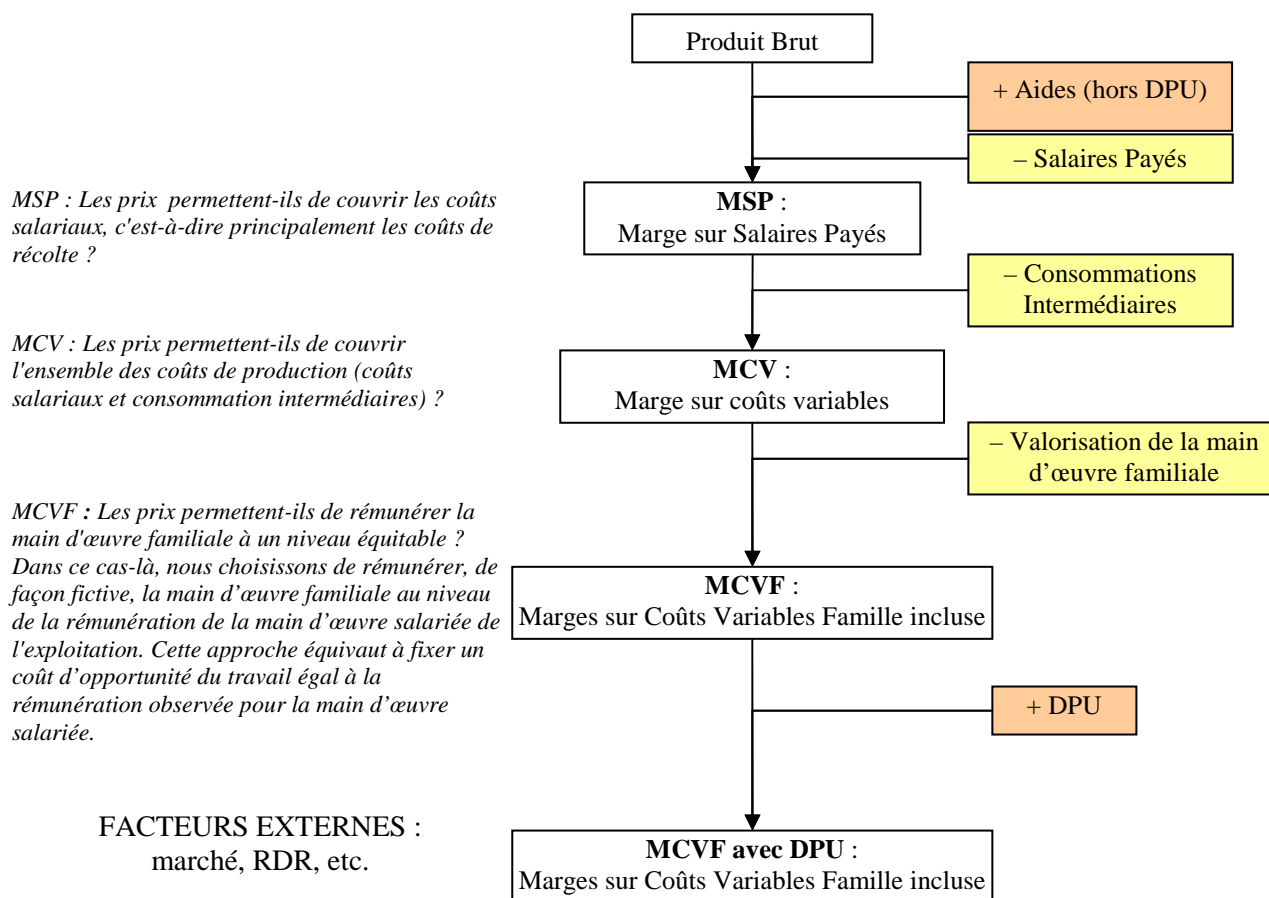 Produit Brut
+ Aides (hors DPU)
– Salaires Payés
MSP : Les prix permettent-ils de couvrir les coûts
salariaux, c'est-à-dire principalement les coûts de
récolte ?
MSP :
Marge sur Salaires Payés
– Consommations
Intermédiaires
MCV : Les prix permettent-ils de couvrir
l'ensemble des coûts de production (coûts
salariaux et consommation intermédiaires) ?
MCV :
Marge sur coûts variables
– Valorisation de la main
d’œuvre familiale
MCVF : Les prix permettent-ils de rémunérer la
main d'œuvre familiale à un niveau équitable ?
Dans ce cas-là, nous choisissons de rémunérer, de
façon fictive, la main d’œuvre familiale au niveau
de la rémunération de la main d’œuvre salariée de
l'exploitation. Cette approche équivaut à fixer un
coût d’opportunité du travail égal à la
rémunération observée pour la main d’œuvre
salariée.
MCVF :
Marges sur Coûts Variables Famille incluse
+ DPU
FACTEURS EXTERNES :
marché, RDR, etc.
MCVF avec DPU :
Marges sur Coûts Variables Famille incluse